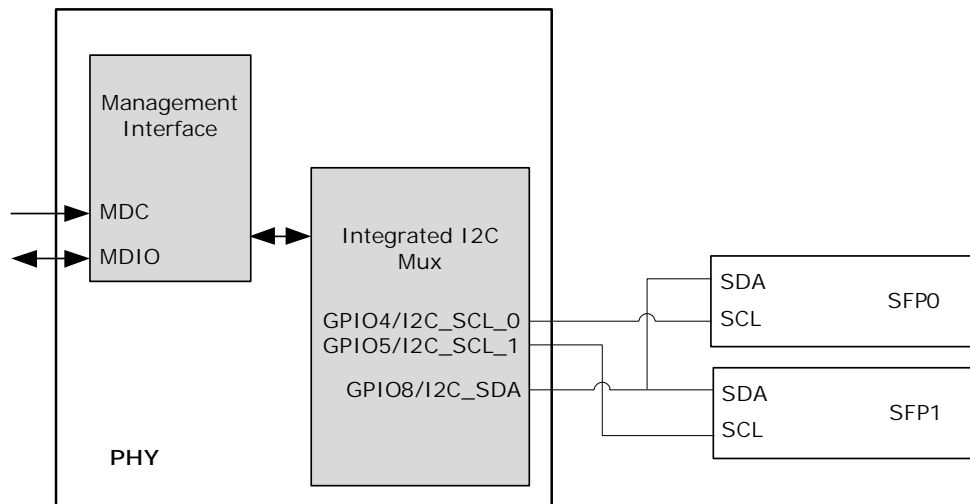 Management
Interface
MDC
MDIO
Integrated I2C
Mux
GPIO4/I2C_SCL_0
GPIO5/I2C_SCL_1
GPIO8/I2C_SDA
PHY
SDA
SFP0
SCL
SDA
SFP1
SCL